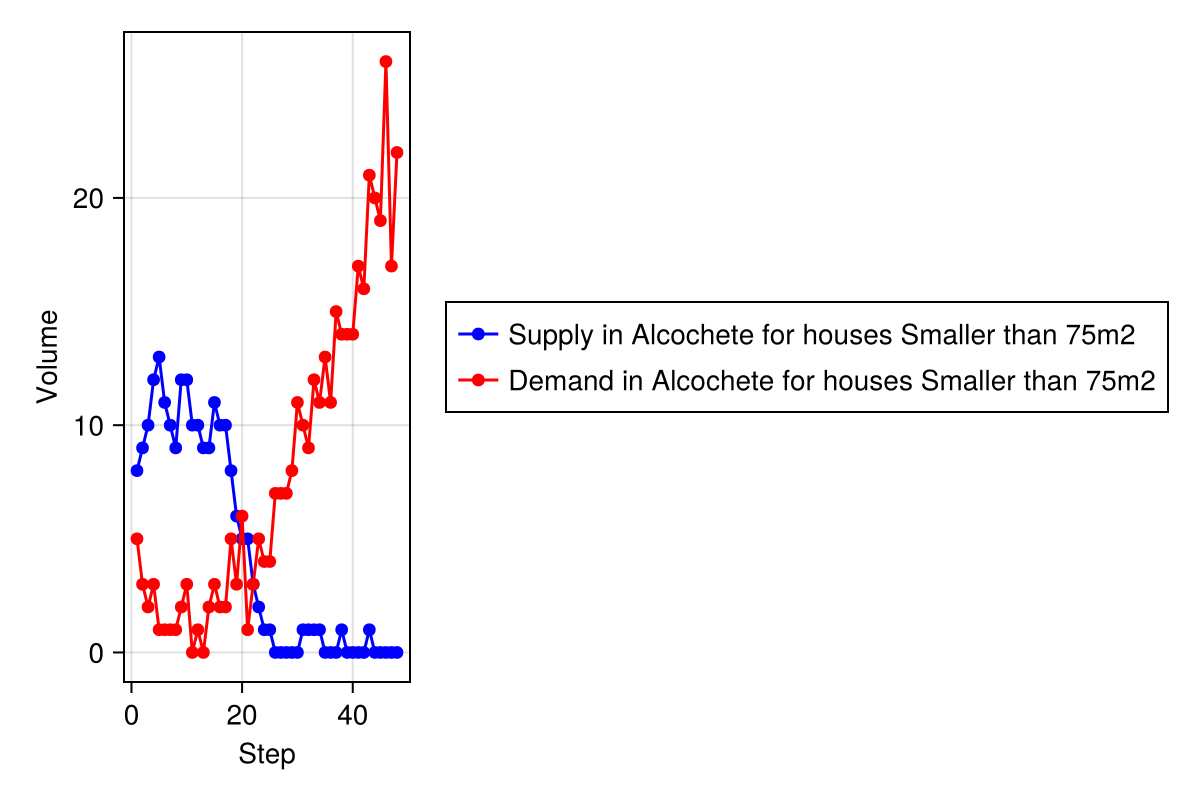 Volume
20
10
0
0 20 40
Step
Supply in Alcochete for houses Smaller than 75m2
Demand in Alcochete for houses Smaller than 75m2